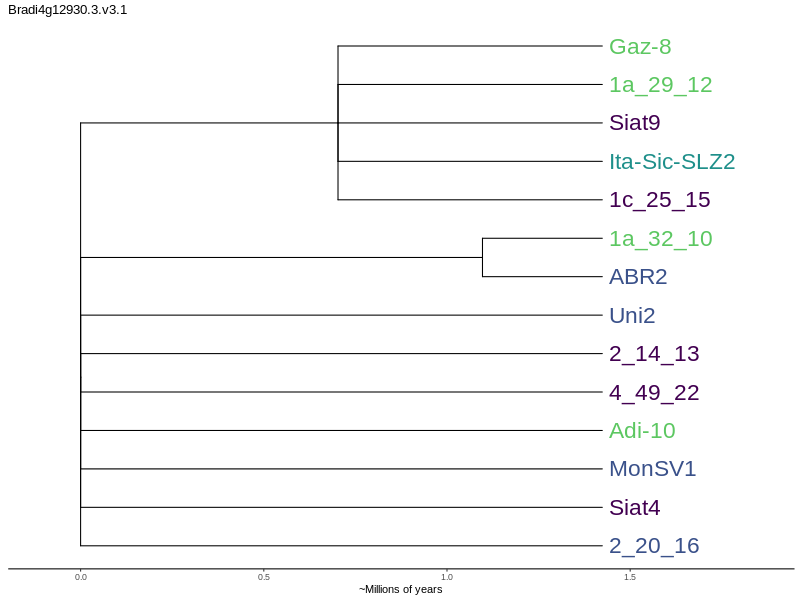 Bradi4g12930.3.v3.1
Gaz-8
1a_29_12
Siat9
Ita-Sic-SLZ2
1c_25_15
1a_32_10
ABR2
Uni2
2_14_13
4_49_22
Adi-10
MonSV1
Siat4
2_20_16
0.0 0.5 1.0 1.5
~Millions of years